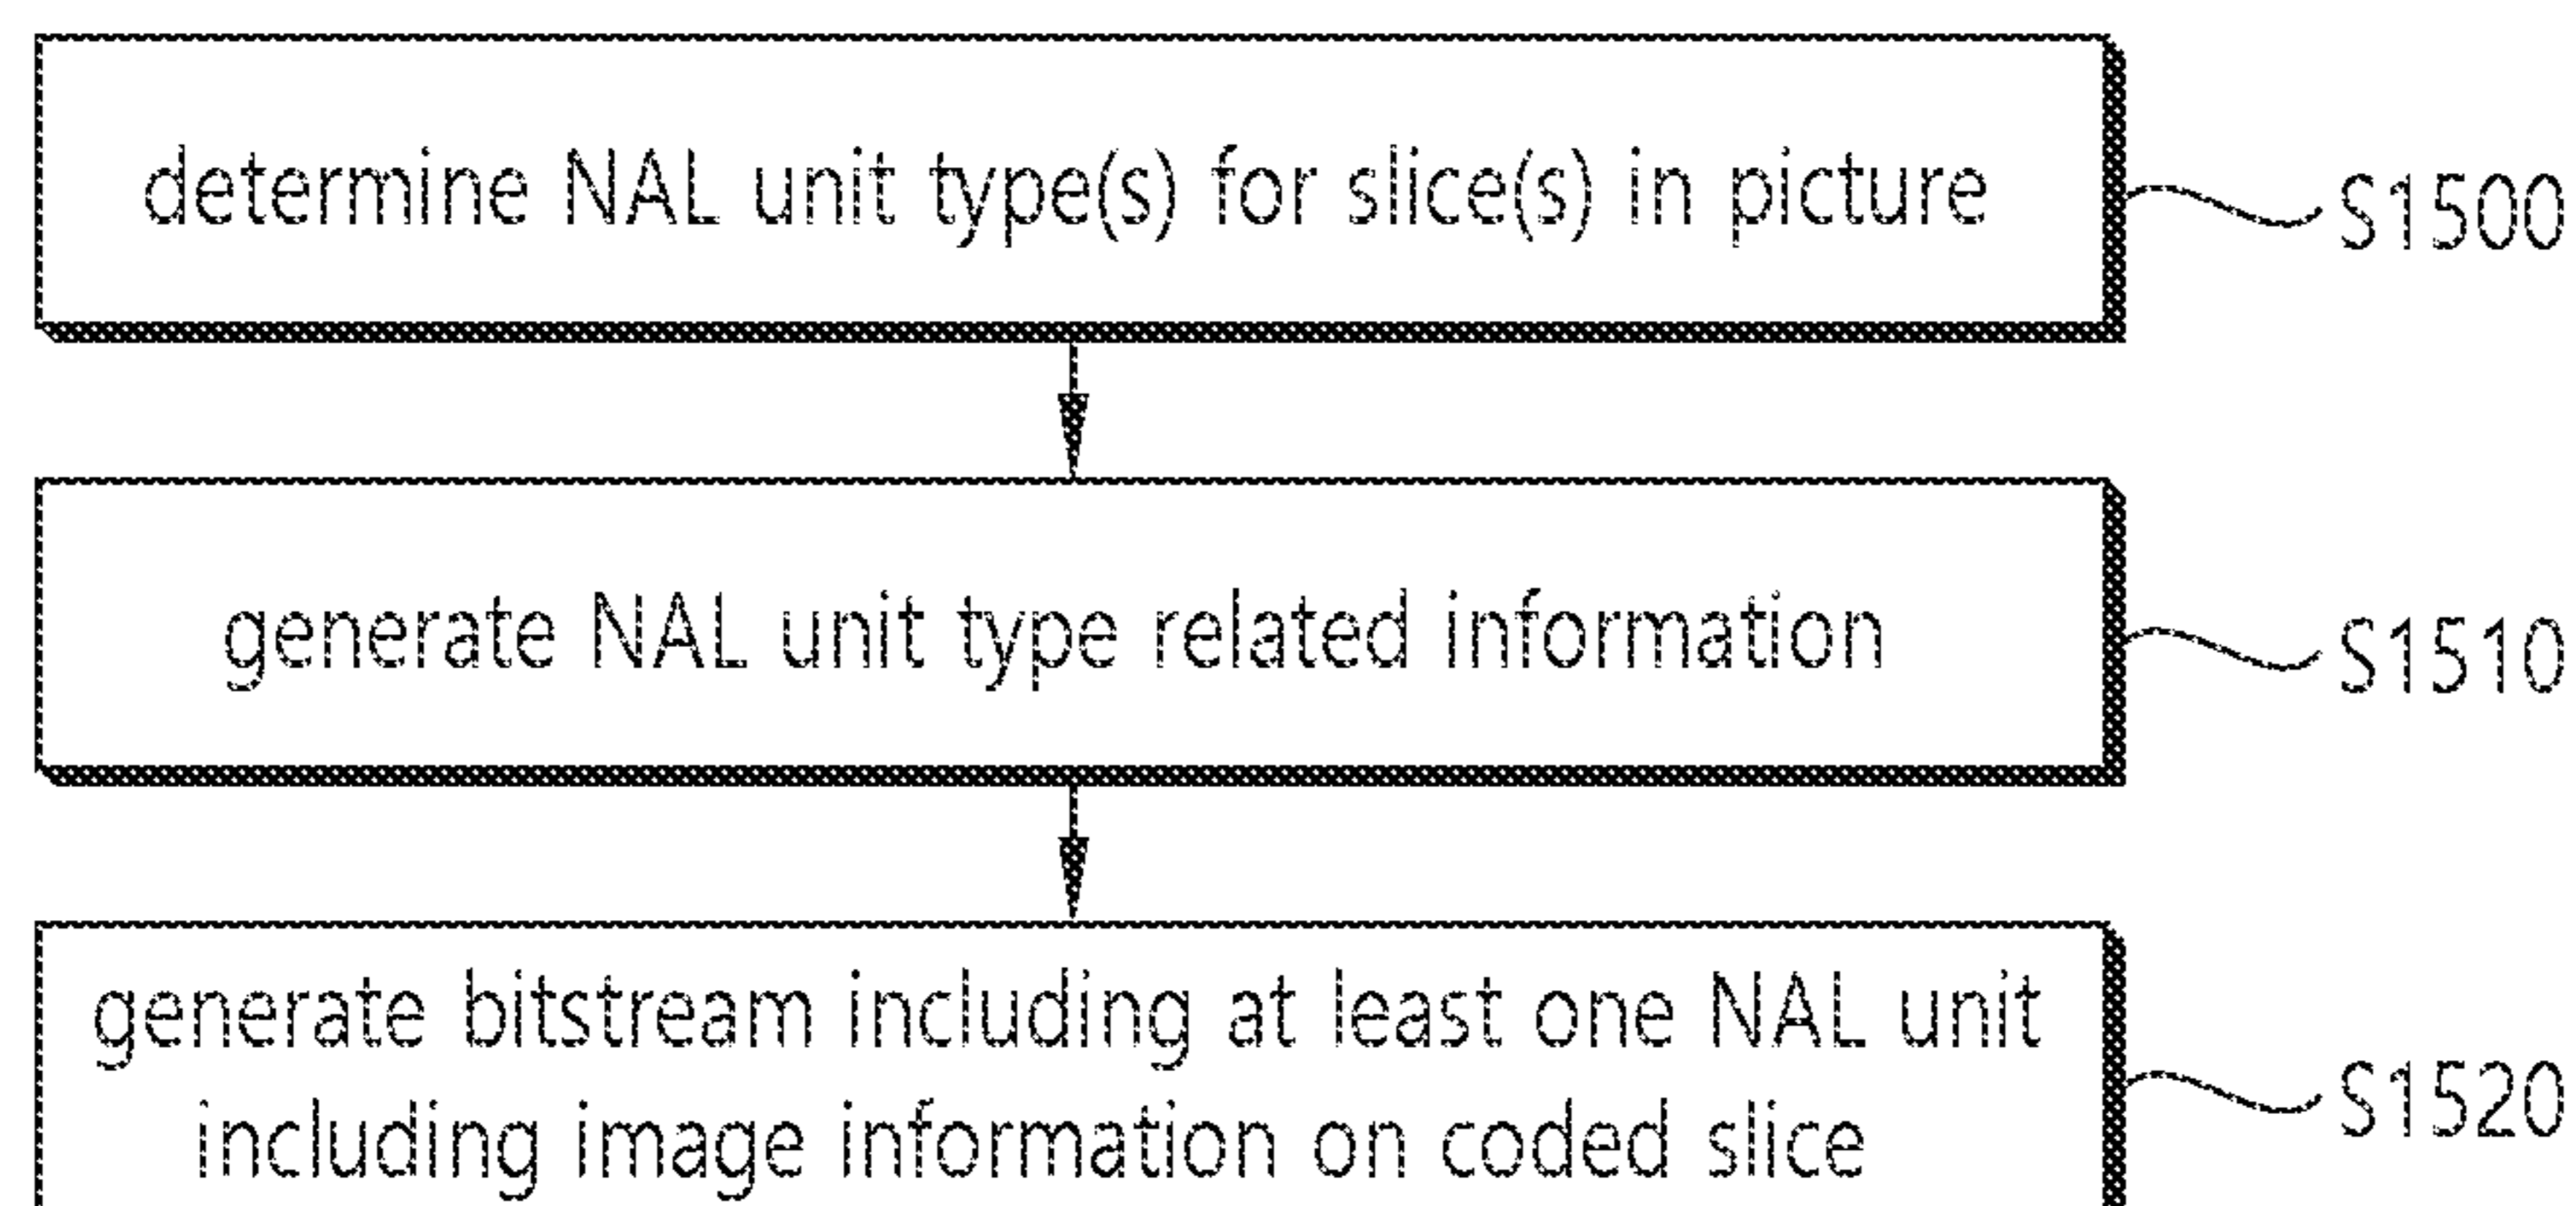 determine NAL unit type(s) for slice(s) in picture
S1500
generate NAL unit type related information
S1510
generate bitstream including at least one NAL unit
including image information on coded slice
S1520